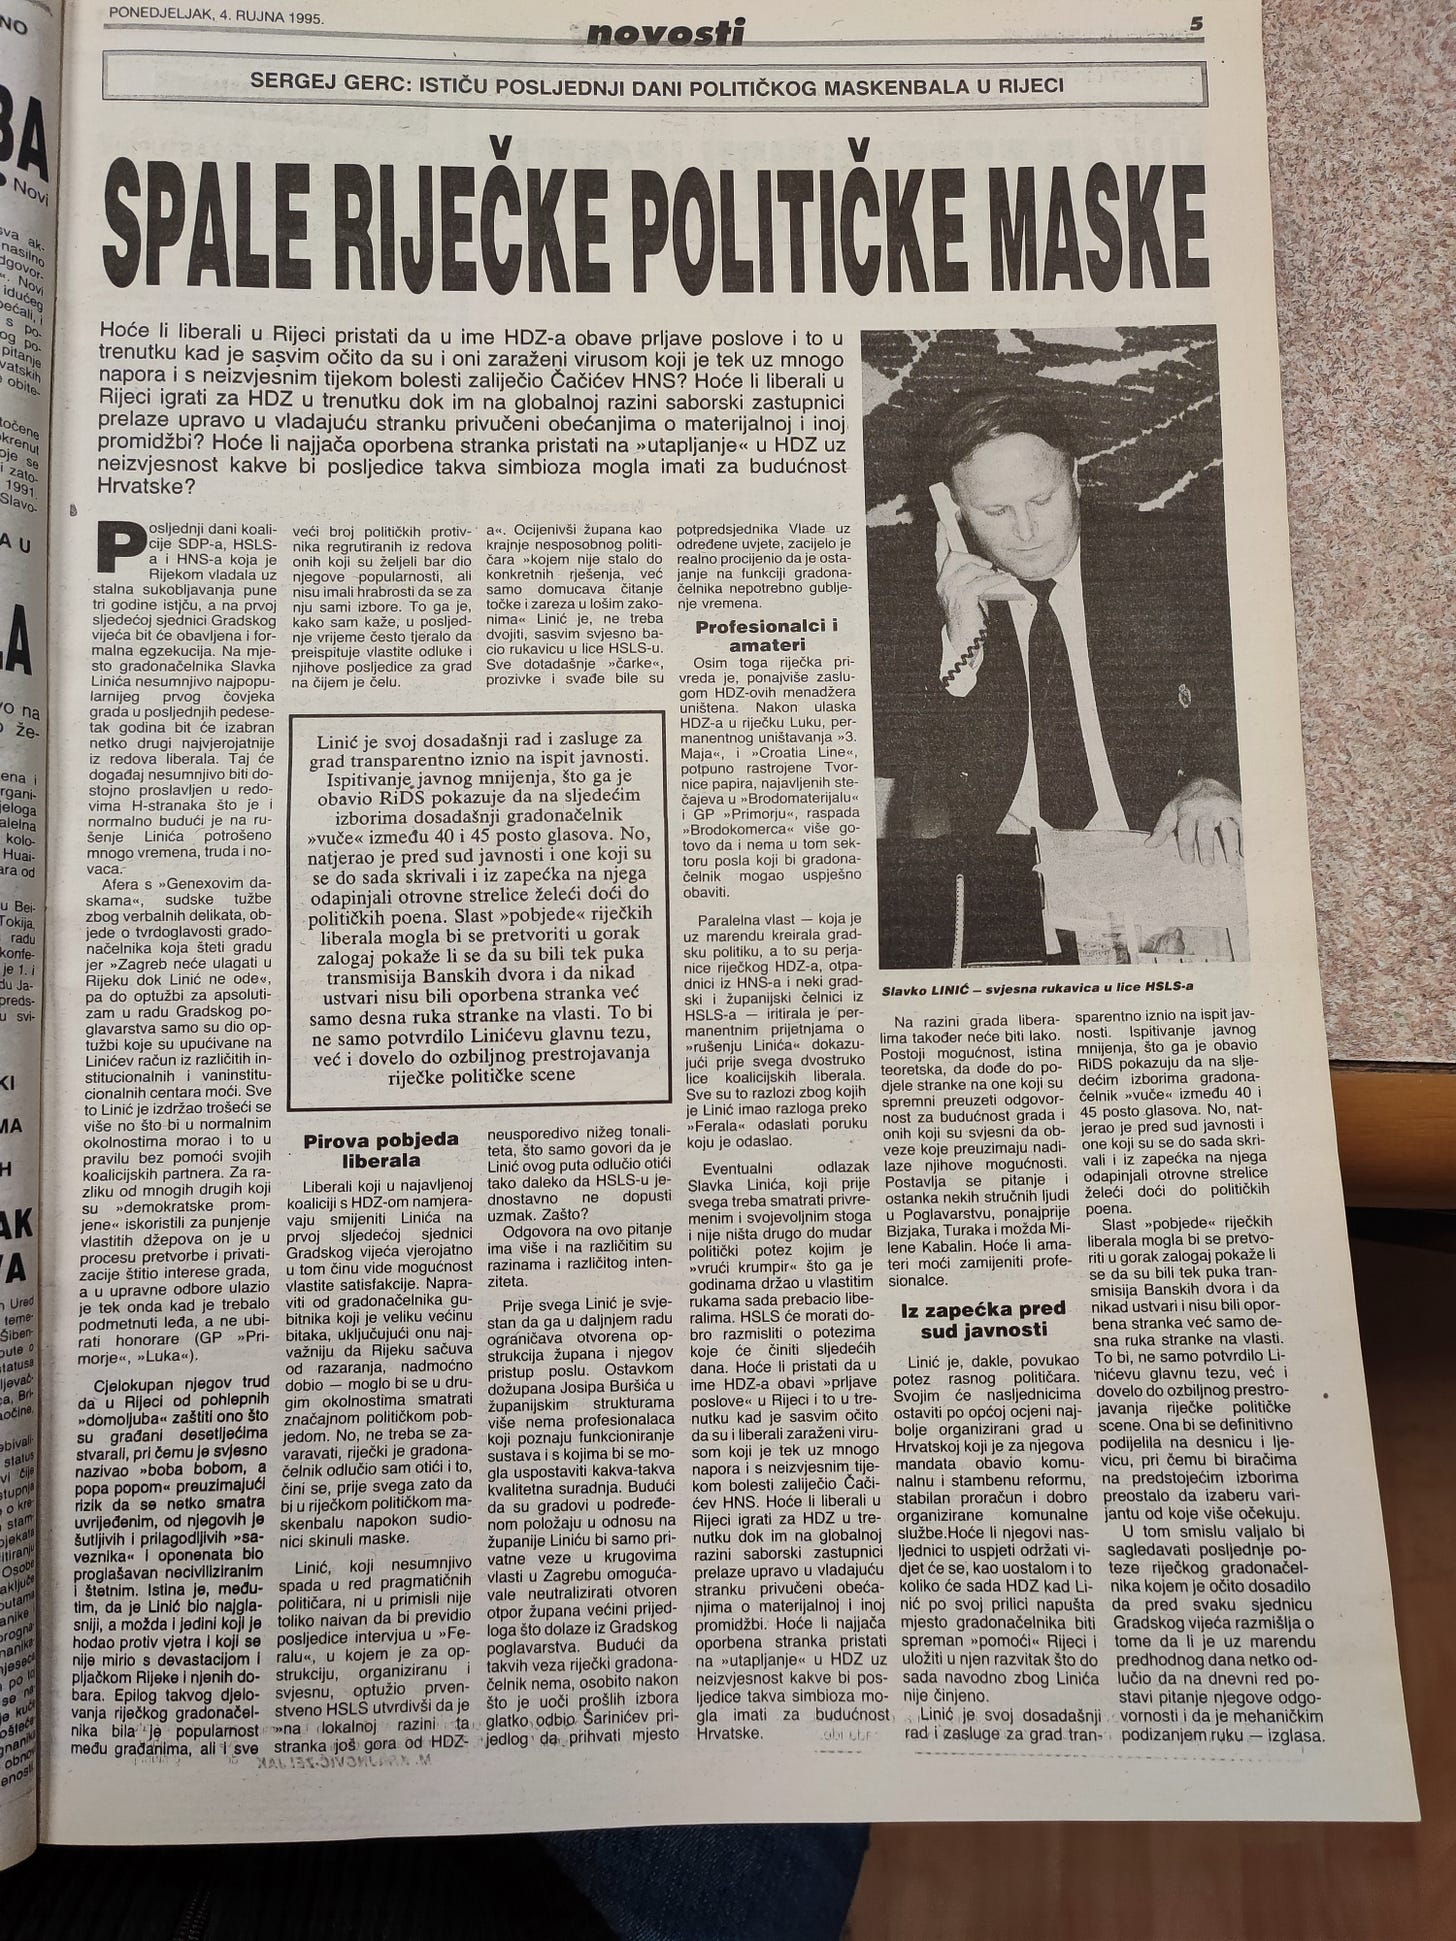 PONEDJELJAK, 4. RUJNA 1995.
novosti
5
SERGEJ GERC: ISTIČU POSLJEDNJI DANI POLITIČKOG MASKENBALA U RIJECI
SPALE RIJEČKE POLITIČKE MASKE
Hoće li liberali u Rijeci pristati da u ime HDZ-a obave prljave poslove i to u
trenutku kad je sasvim očito da su i oni zaraženi virusom koji je tek uz mnogo
napora i s neizvjesnim tijekom bolesti zaliječio Čačićev HNS? Hoće li liberali u
Rijeci igrati za HDZ u trenutku dok im na globalnoj razini saborski zastupnici
prelaze upravo u vladajuću stranku privučeni obećanjima o materijalnoj i inoj
promidžbi? Hoće li najjača oporbena stranka pristati na »utapljanje« u HDZ uz
neizvjesnost kakve bi posljedice takva simbioza mogla imati za budućnost
Hrvatske?
Posljednji dani koali-
cije SDP-a, HSLS-
a i HNS-a koja je
Rijekom vladala uz
stalna sukobljavanja pune
tri godine istječu, a na prvoj
sljedećoj sjednici Gradskog
vijeća bit će obavljena i for-
malna egzekucija. Na mje-
sto gradonačelnika Slavka
Linića nesumnjivo najpopu-
larnijeg prvog čovjeka
grada u posljednjih pedese-
tak godina bit će izabran
netko drugi najvjerojatnije
iz redova liberala. Taj će
događaj nesumnjivo biti do-
stojno proslavljen u redo-
vima H-stranaka što je i
normalno budući je na ru-
šenje Linića potrošeno
mnogo vremena, truda i no-
vaca.
Afera s »Genexovim da-
skama«, sudske tužbe
zbog verbalnih delikata, ob-
jede o tvrdoglavosti grado-
načelnika koja šteti gradu
jer »Zagreb neće ulagati u
Rijeku dok Linić ne ode«,
pa do optužbi za apsoluti-
zam u radu Gradskog po-
glavarstva samo su dio op-
tužbi koje su upućivane na
Linićev račun iz različitih in-
stitucionalnih i vaninstitu-
cionalnih centara moći. Sve
to Linić je izdržao trošeći se
više no što bi u normalnim
okolnostima morao i to u
pravilu bez pomoći svojih
koalicijskih partnera. Za ra-
zliku od mnogih drugih koji
su »demokratske prom-
jene« iskoristili za punjenje
vlastitih džepova on je u
procesu pretvorbe i privati-
zacije štitio interese grada,
a u upravne odbore ulazio
je tek onda kad je trebalo
podmetnuti leđa, a ne ubi-
rati honorare (GP »Pri-
morje«, »Luka«).
Cjelokupan njegov trud
da u Rijeci od pohlepnih
»domoljuba« zaštiti ono što
su građani desetljećima
stvarali, pri čemu je svjesno
nazivao »boba bobom, a
popa popom« preuzimajući
rizik da se netko smatra
uvrijeđenim, od njegovih je
šutljivih i prilagodljivih »sa-
veznika« i oponenata bio
proglašavan neciviliziranim
i štetnim. Istina je, među-
tim, da je Linić bio najgla-
sniji, a možda i jedini koji je
hodao protiv vjetra i koji se
nije mirio s devastacijom i
pljačkom Rijeke i njenih do-
bara. Epilog takvog djelo-
vanja riječkog gradonačel-
nika bila je popularnost
među građanima, ali i sve
veći broj političkih protiv-
nika regrutiranih iz redova
onih koji su željeli bar dio
njegove popularnosti, ali
nisu imali hrabrosti da se za
nju sami izbore. To ga je,
kako sam kaže, u posljed-
nje vrijeme često tjeralo da
preispituje vlastite odluke i
njihove posljedice za grad
na čijem je čelu.
Linić je svoj dosadašnji rad i zasluge za
grad transparentno iznio na ispit javnosti.
Ispitivanje javnog mnijenja, što ga je
obavio RiDS pokazuje da na sljedećim
izborima dosadašnji gradonačelnik
»vuče« između 40 i 45 posto glasova. No,
natjerao je pred sud javnosti i one koji su
se do sada skrivali i iz zapećka na njega
odapinjali otrovne strelice želeći doći do
političkih poena. Slast »pobjede« riječkih
liberala mogla bi se pretvoriti u gorak
zalogaj pokaže li se da su bili tek puka
transmisija Banskih dvora i da nikad
ustvari nisu bili oporbena stranka već
samo desna ruka stranke na vlasti. To bi
ne samo potvrdilo Linićevu glavnu tezu,
već i dovelo do ozbiljnog prestrojavanja
riječke političke scene
Pirova pobjeda
liberala
Liberali koji u najavljenoj
koaliciji s HDZ-om namjera-
vaju smijeniti Linića na
prvoj sljedećoj sjednici
Gradskog vijeća vjerojatno
u tom činu vide mogućnost
vlastite satisfakcije. Napra-
viti od gradonačelnika gu-
bitnika koji je veliku većinu
bitaka, uključujući onu naj-
važniju da Rijeku sačuva
od razaranja, nadmoćno
dobio — moglo bi se u dru-
gim okolnostima smatrati
značajnom političkom pob-
jedom. No, ne treba se za-
varavati, riječki je gradona-
čelnik odlučio sam otići i to,
čini se, prije svega zato da
bi u riječkom političkom ma-
skenbalu napokon sudio-
nici skinuli maske.
Linić, koji nesumnjivo
spada u red pragmatičnih
političara, ni u primisli nije
toliko naivan da bi previdio
posljedice intervjua u »Fe-
ralu«, u kojem je za op-
strukciju, organiziranu i
svjesnu, optužio prven-
stveno HSLS utvrdivši da je
»na lokalnoj razini ta
stranka još gora od HDZ-
a«. Ocijenivši župana kao
krajnje nesposobnog politi-
čara »kojem nije stalo do
konkretnih rješenja, već
samo domucava čitanje
točke i zareza u lošim zako-
nima« Linić je, ne treba
dvojiti, sasvim svjesno ba-
cio rukavicu u lice HSLS-u.
Sve dotadašnje »čarke«,
prozivke i svađe bile su
neusporedivo nižeg tonali-
teta, što samo govori da je
Linić ovog puta odlučio otići
tako daleko da HSLS-u je-
dnostavno ne dopusti
uzmak. Zašto?
Odgovora na ovo pitanje
ima više i na različitim su
razinama i različitog inten-
ziteta.
Prije svega Linić je svje-
stan da ga u daljnjem radu
ograničava otvorena op-
strukcija župana i njegov
pristup poslu. Ostavkom
dožupana Josipa Buršića u
županijskim strukturama
više nema profesionalaca
koji poznaju funkcioniranje
sustava i s kojima bi se mo-
gla uspostaviti kakva-takva
kvalitetna suradnja. Budući
da su gradovi u podređe-
nom položaju u odnosu na
županije Liniću bi samo pri-
vatne veze u krugovima
vlasti u Zagrebu omoguća-
vale neutralizirati otvoren
otpor župana većini prijed-
loga što dolaze iz Gradskog
poglavarstva. Budući da
takvih veza riječki gradona-
čelnik nema, osobito nakon
što je uoči prošlih izbora
glatko odbio Šarinićev pri-
jedlog da prihvati mjesto
potpredsjednika Vlade uz
određene uvjete, zacijelo je
realno procijenio da je osta-
janje na funkciji gradona-
čelnika nepotrebno gublje-
nje vremena.
Profesionalci i
amateri
Osim toga riječka pri-
vreda je, ponajviše zaslu-
gom HDZ-ovih menadžera
uništena. Nakon ulaska
HDZ-a u riječku Luku, per-
manentnog uništavanja »3.
Maja«, i »Croatia Line«,
potpuno rastrojene Tvor-
nice papira, najavljenih ste-
čajeva u »Brodomaterijalu«
i GP »Primorju«, raspada
»Brodokomerca« više go-
tovo da i nema u tom sek-
toru posla koji bi gradona-
čelnik mogao uspješno
obaviti.
Paralelna vlast — koja je
uz marendu kreirala grad-
sku politiku, a to su perja-
nice riječkog HDZ-a, otpa-
dnici iz HNS-a i neki grad-
ski i županijski čelnici iz
HSLS-a — iritirala je per-
manentnim prijetnjama o
»rušenju Linića« dokazu-
jući prije svega dvostruko
lice koalicijskih liberala.
Sve su to razlozi zbog kojih
je Linić imao razloga preko
»Ferala« odaslati poruku
koju je odaslao.
Eventualni odlazak
Slavka Linića, koji prije
svega treba smatrati privre-
menim i svojevoljnim stoga
i nije ništa drugo do mudar
politički potez kojim je
»vrući krumpir« što ga je
godinama držao u vlastitim
rukama sada prebacio libe-
ralima. HSLS će morati do-
bro razmisliti o potezima
koje će činiti sljedećih
dana. Hoće li pristati da u
ime HDZ-a obavi »prljave
poslove« u Rijeci i to u tre-
nutku kad je sasvim očito
da su i liberali zaraženi viru-
som koji je tek uz mnogo
napora i s neizvjesnim tije-
kom bolesti zaliječio Čači-
ćev HNS. Hoće li liberali u
Rijeci igrati za HDZ u tre-
nutku dok im na globalnoj
razini saborski zastupnici
prelaze upravo u vladajuću
stranku privučeni obeća-
njima o materijalnoj i inoj
promidžbi. Hoće li najjača
oporbena stranka pristati
na »utapljanje« u HDZ uz
neizvjesnost kakve bi pos-
ljedice takva simbioza mo-
gla imati za budućnost
Hrvatske.
Slavko LINIĆ – svjesna rukavica u lice HSLS-a
Na razini grada libera-
lima također neće biti lako.
Postoji mogućnost, istina
teoretska, da dođe do po-
djele stranke na one koji su
spremni preuzeti odgovor-
nost za budućnost grada i
onih koji su svjesni da ob-
veze koje preuzimaju nadi-
laze njihove mogućnosti.
Postavlja se pitanje i
ostanka nekih stručnih ljudi
u Poglavarstvu, ponajprije
Bizjaka, Turaka i možda Mi-
lene Kabalin. Hoće li ama-
teri moći zamijeniti profe-
sionalce.
Iz zapećka pred
sud javnosti
Linić je, dakle, povukao
potez rasnog političara.
Svojim će nasljednicima
ostaviti po općoj ocjeni naj-
bolje organizirani grad u
Hrvatskoj koji je za njegova
mandata obavio komu-
nalnu i stambenu reformu,
stabilan proračun i dobro
organizirane komunalne
službe.Hoće li njegovi nas-
ljednici to uspjeti održati vi-
djet će se, kao uostalom i to
koliko će sada HDZ kad Li-
nić po svoj prilici napušta
mjesto gradonačelnika biti
spreman »pomoći« Rijeci i
uložiti u njen razvitak što do
sada navodno zbog Linića
nije činjeno.
Linić je svoj dosadašnji
rad i zasluge za grad tran-
sparentno iznio na ispit jav-
nosti. Ispitivanje javnog
mnijenja, što ga je obavio
RiDS pokazuju da na slje-
dećim izborima gradona-
čelnik »vuče« između 40 i
45 posto glasova. No, nat-
jerao je pred sud javnosti i
one koji su se do sada skri-
vali i iz zapećka na njega
odapinjali otrovne strelice
želeći doći do političkih
poena.
Slast »pobjede« riječkih
liberala mogla bi se pretvo-
riti u gorak zalogaj pokaže li
se da su bili tek puka tran-
smisija Banskih dvora i da
nikad ustvari i nisu bili opor-
bena stranka već samo de-
sna ruka stranke na vlasti.
To bi, ne samo potvrdilo Li-
nićevu glavnu tezu, već i
dovelo do ozbiljnog prestro-
javanja riječke političke
scene. Ona bi se definitivno
podijelila na desnicu i lje-
vicu, pri čemu bi biračima
na predstojećim izborima
preostalo da izaberu vari-
jantu od koje više očekuju.
U tom smislu valjalo bi
sagledavati posljednje po-
teze riječkog gradonačel-
nika kojem je očito dosadilo
da pred svaku sjednicu
Gradskog vijeća razmišlja o
tome da li je uz marendu
predhodnog dana netko od-
lučio da na dnevni red po-
stavi pitanje njegove odgo-
vornosti i da je mehaničkim
podizanjem ruku — izglasa.